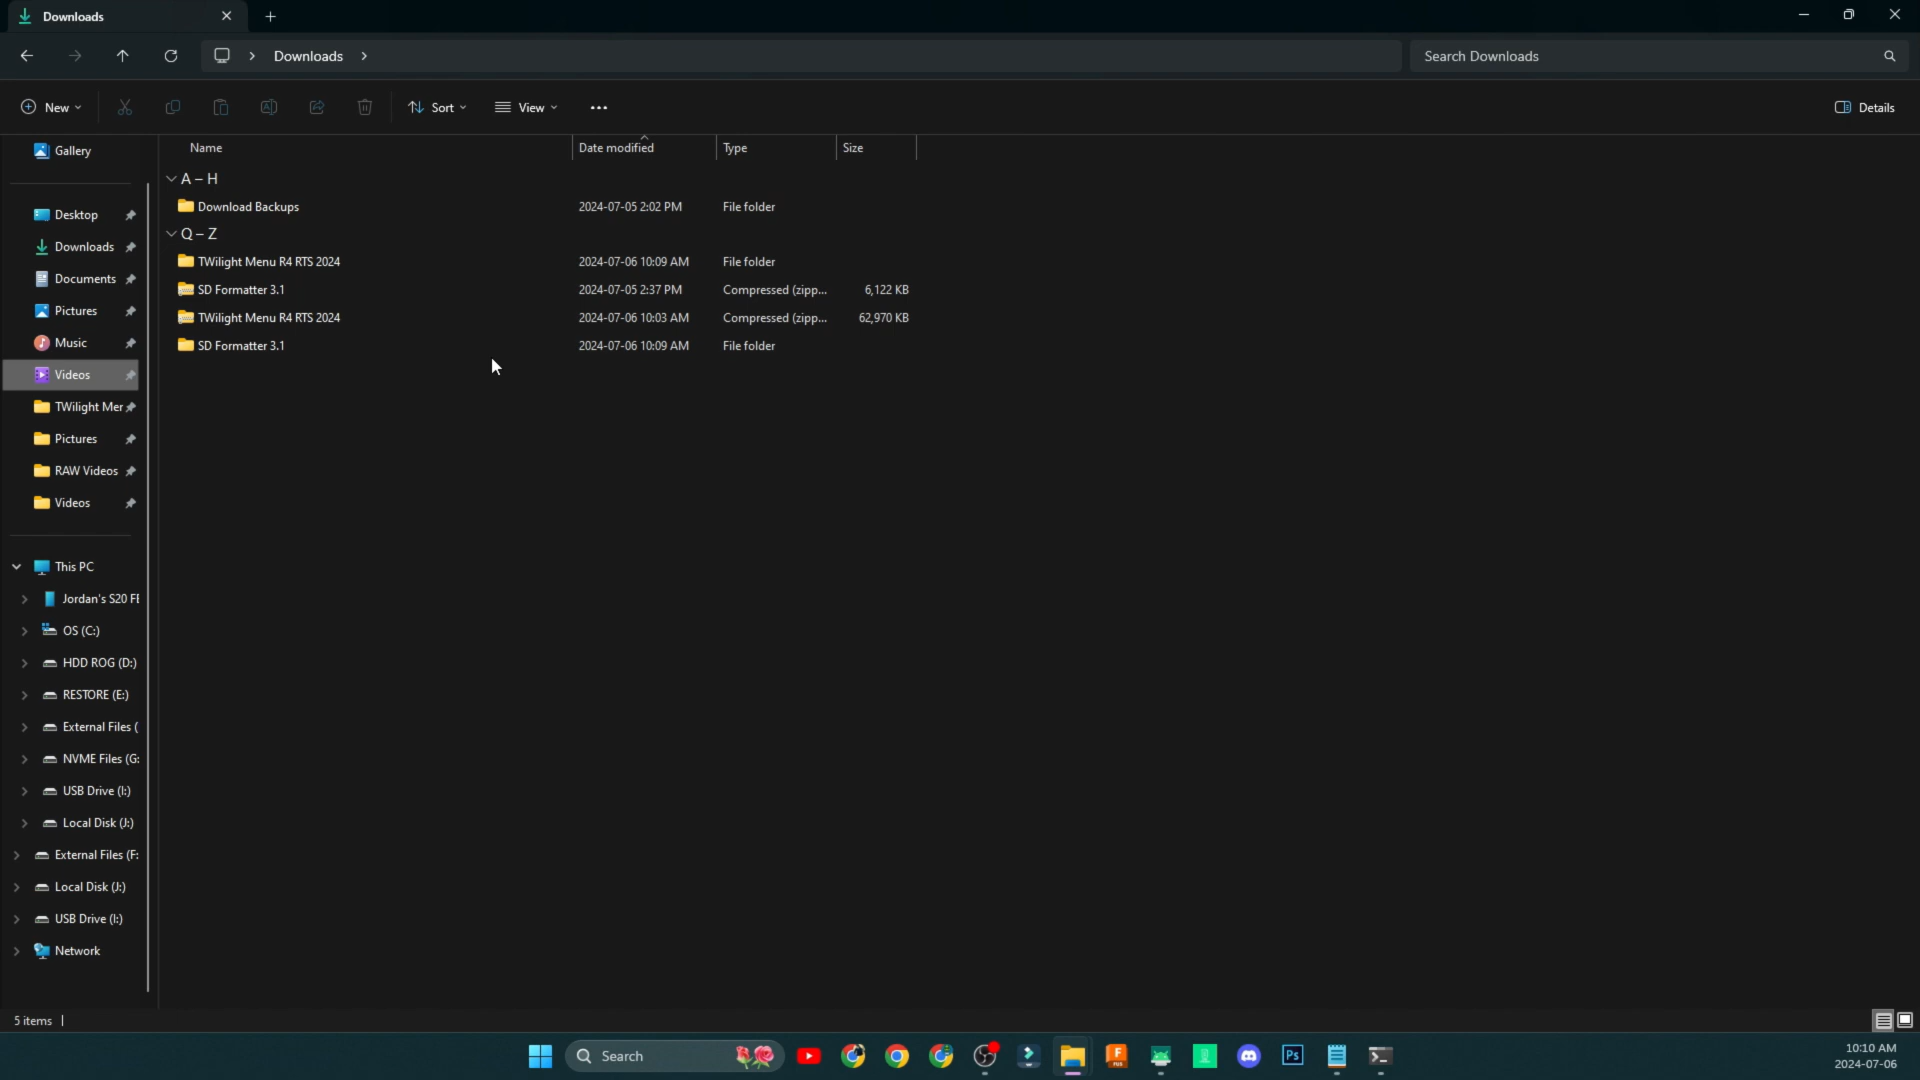 Downloads
Downloads
Search Downloads
New
Sort
View
Details
Name
Date modified
Type
Size
A – H
Download Backups
2024-07-05 2:02 PM
File folder
Q – Z
TWilight Menu R4 RTS 2024
2024-07-06 10:09 AM
File folder
SD Formatter 3.1
2024-07-05 2:37 PM
Compressed (zipp...
6,122 KB
TWilight Menu R4 RTS 2024
2024-07-06 10:03 AM
Compressed (zipp...
62,970 KB
SD Formatter 3.1
2024-07-06 10:09 AM
File folder
Gallery
Desktop
Downloads
Documents
Pictures
Music
Videos
TWilight Mer
Pictures
RAW Videos
Videos
This PC
Jordan's S20 FE
OS (C:)
HDD ROG (D:)
RESTORE (E:)
External Files (
NVME Files (G:
USB Drive (I:)
Local Disk (J:)
External Files (F:
Local Disk (J:)
USB Drive (I:)
Network
5 items
Search
F
FUS
Ps
10:10 AM
2024-07-06